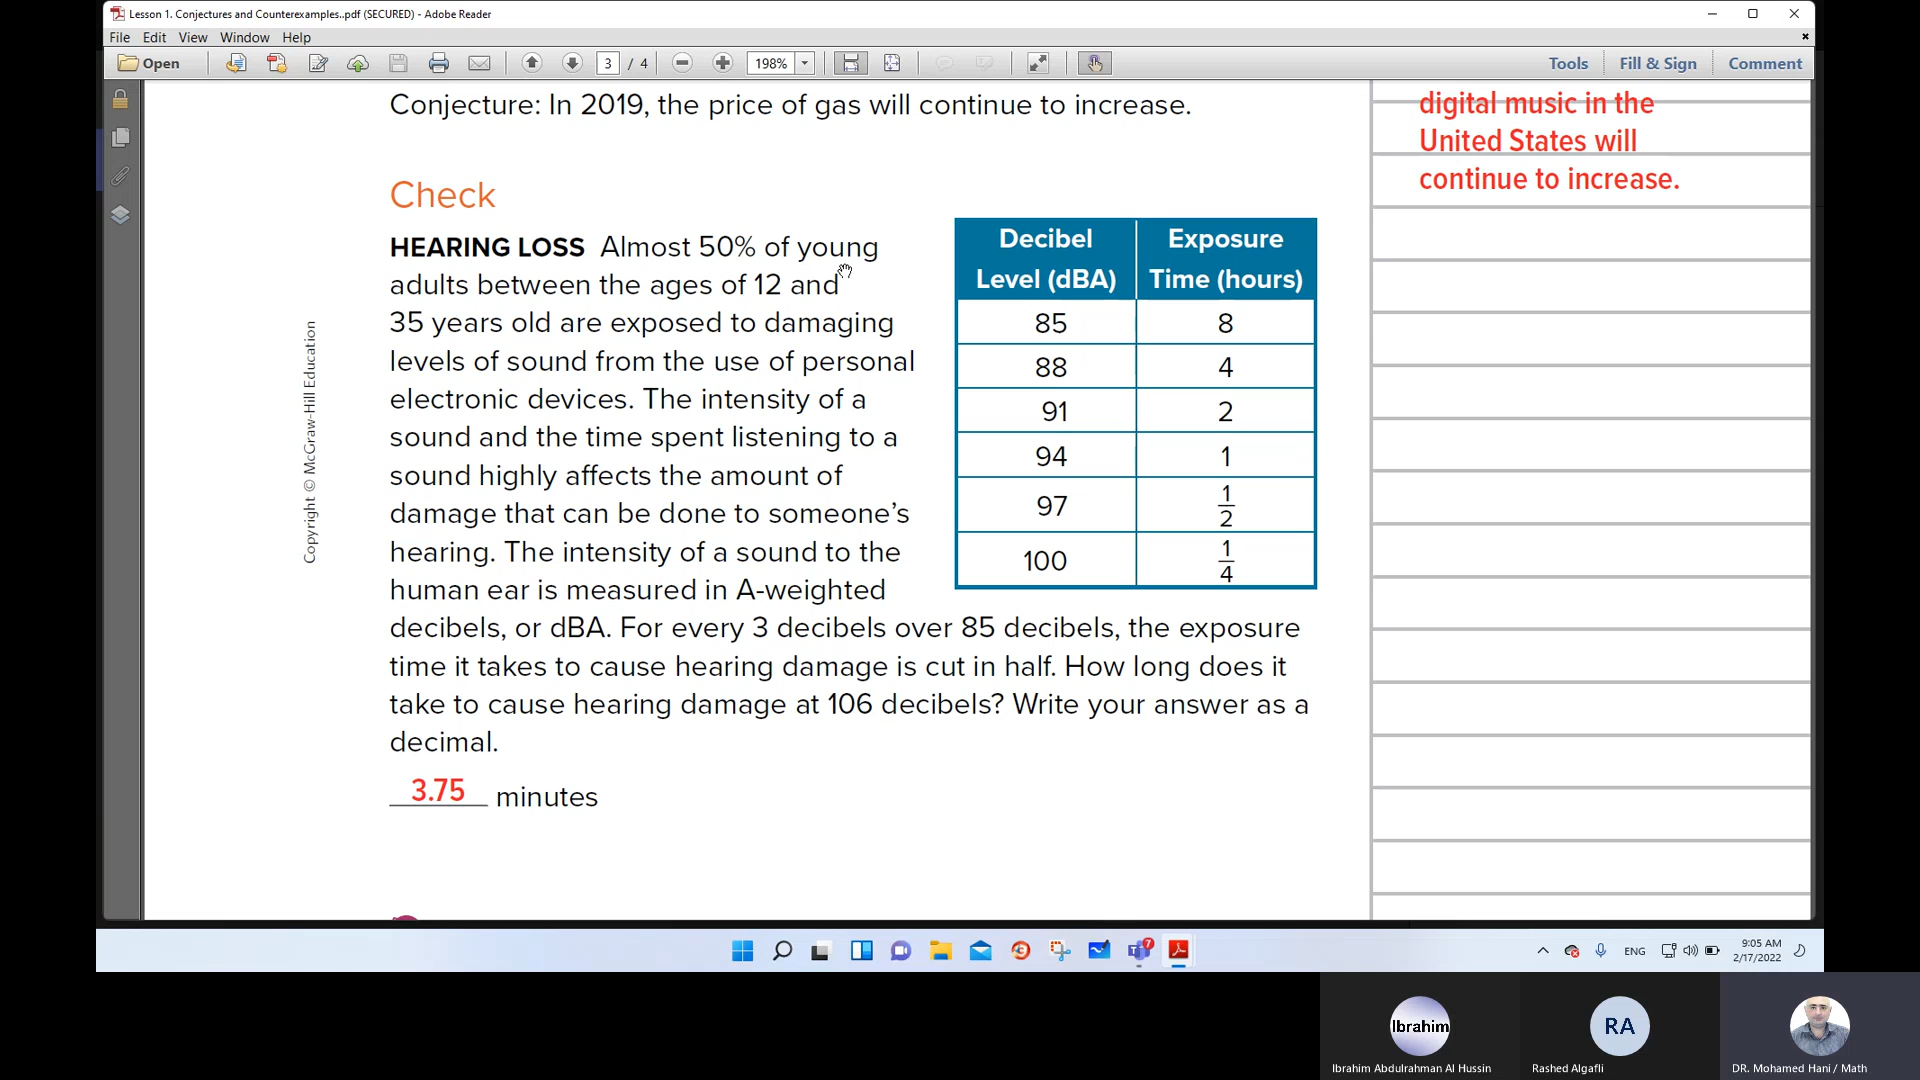 Lesson 1. Conjectures and Counterexamples..pdf (SECURED) - Adobe Reader
File Edit View Window Help
Open 3 / 4 198% Tools Fill & Sign Comment
Conjecture: In 2019, the price of gas will continue to increase.
digital music in the
United States will
continue to increase.
Check
HEARING LOSS Almost 50% of young
adults between the ages of 12 and
35 years old are exposed to damaging
levels of sound from the use of personal
electronic devices. The intensity of a
sound and the time spent listening to a
sound highly affects the amount of
damage that can be done to someone's
hearing. The intensity of a sound to the
human ear is measured in A-weighted
decibels, or dBA. For every 3 decibels over 85 decibels, the exposure
time it takes to cause hearing damage is cut in half. How long does it
take to cause hearing damage at 106 decibels? Write your answer as a
decimal.
3.75 minutes
Decibel Level (dBA) Exposure Time (hours)
85 8
88 4
91 2
94 1
97 1/2
100 1/4
Copyright © McGraw-Hill Education
7
ENG
9:05 AM
2/17/2022
Ibrahim
RA
Ibrahim Abdulrahman Al Hussin
Rashed Algafli
DR. Mohamed Hani / Math